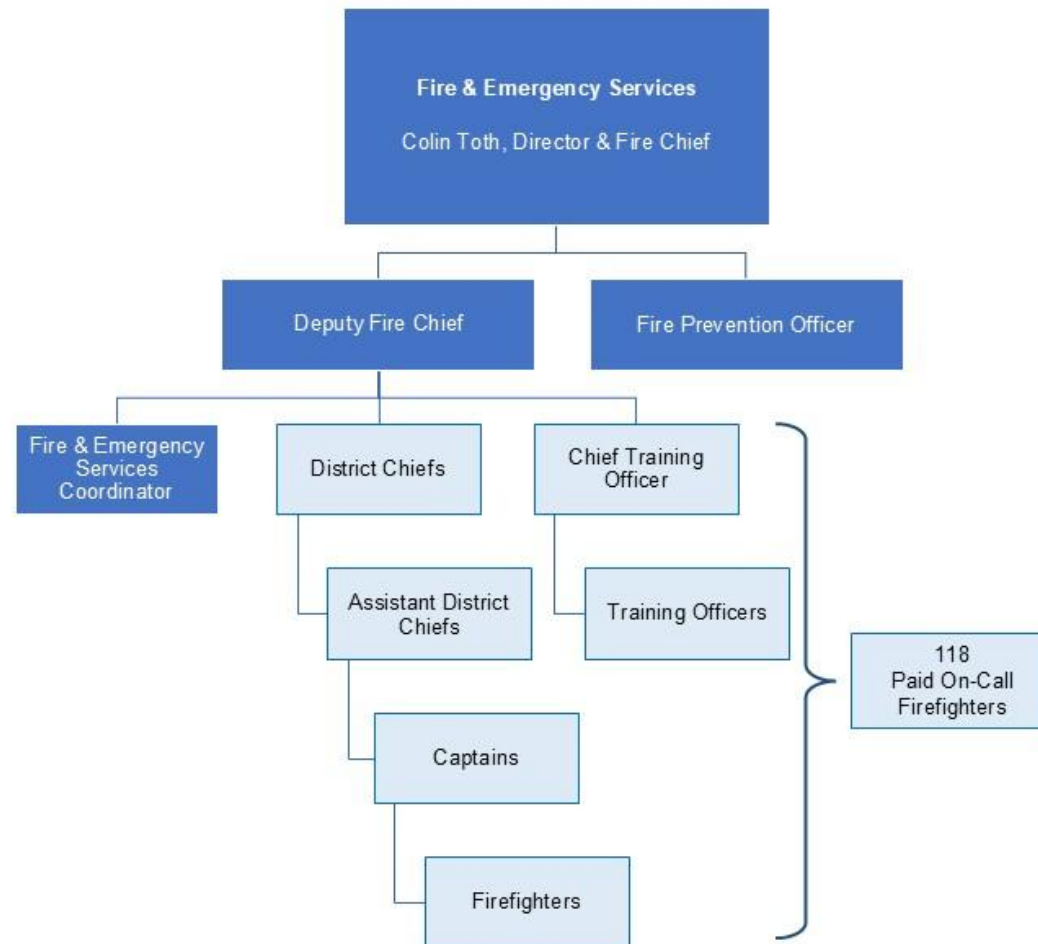 Fire & Emergency Services
Colin Toth, Director & Fire Chief
Deputy Fire Chief
Fire Prevention Officer
Fire & Emergency
Services
Coordinator
District Chiefs
Chief Training
Officer
Assistant District
Chiefs
Training Officers
118
Paid On-Call
Firefighters
Captains
Firefighters